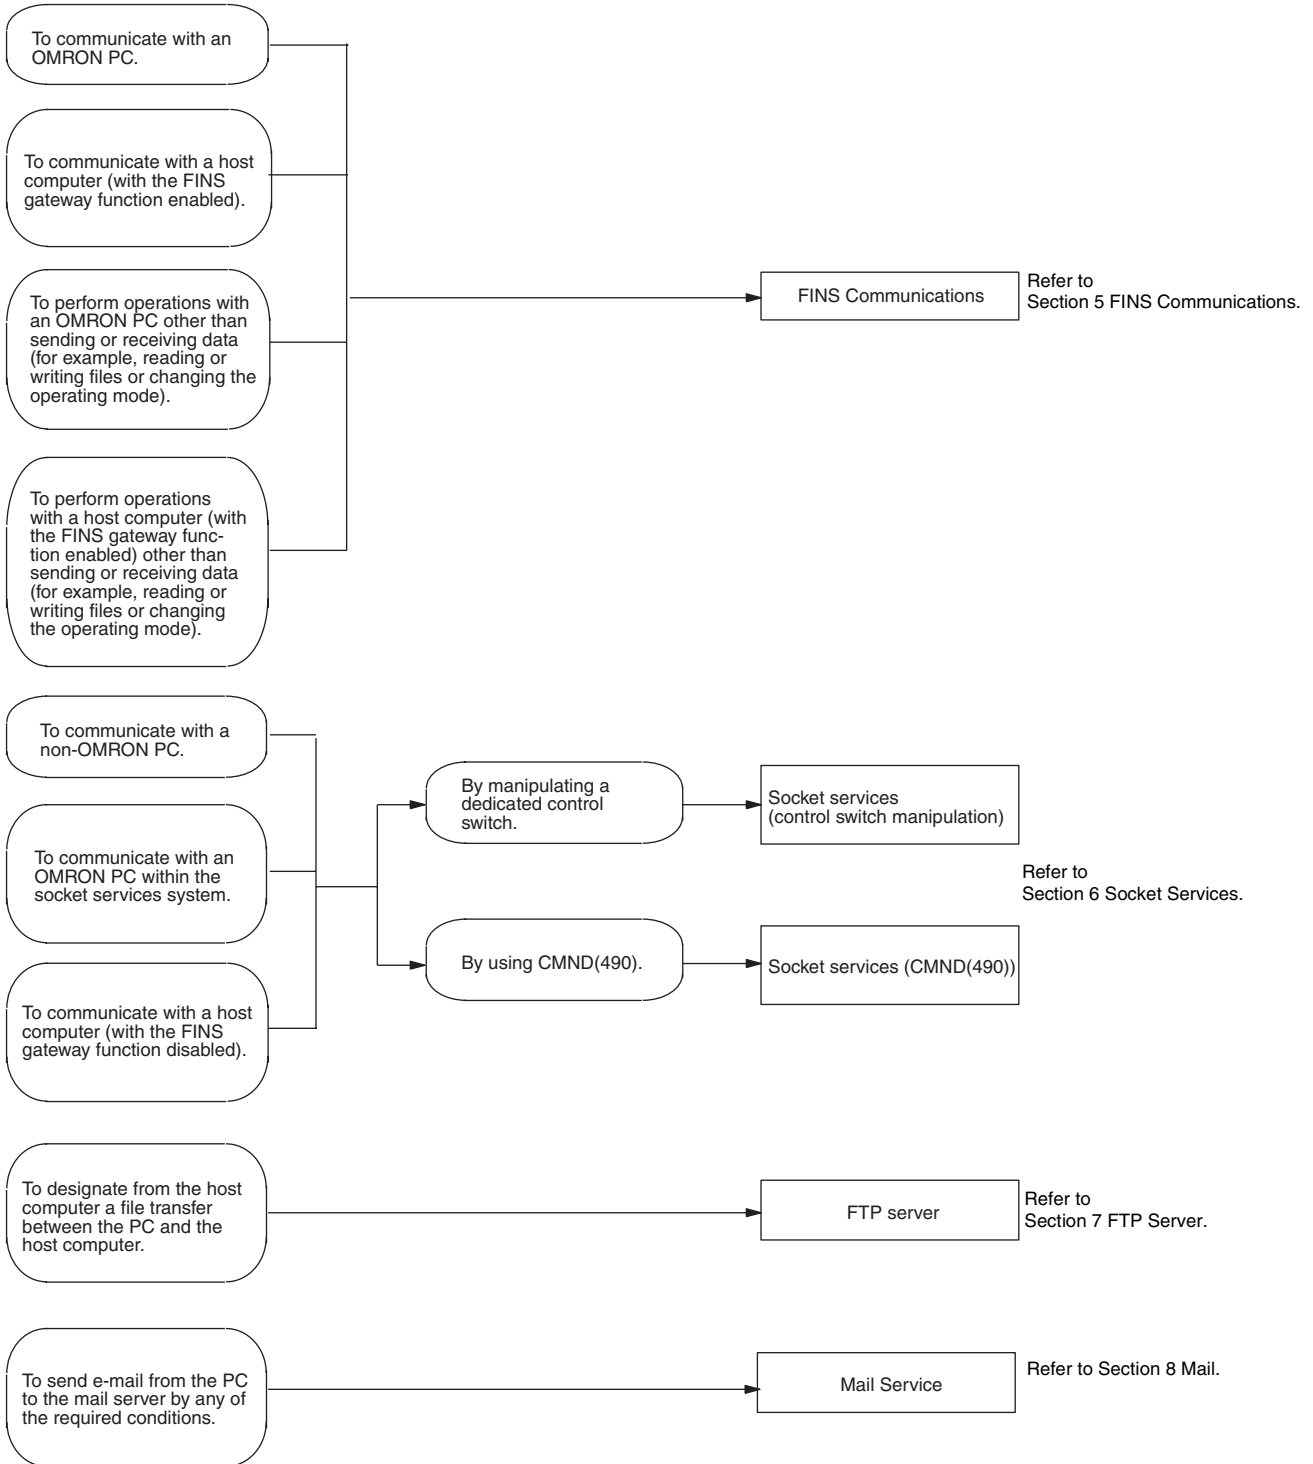 To communicate with an
OMRON PC.
To communicate with a host
computer (with the FINS
gateway function enabled).
To perform operations with
an OMRON PC other than
sending or receiving data
(for example, reading or
writing files or changing the
operating mode).
FINS Communications
Refer to
Section 5 FINS Communications.
To perform operations
with a host computer (with
the FINS gateway func-
tion enabled) other than
sending or receiving data
(for example, reading or
writing files or changing
the operating mode).
To communicate with a
non-OMRON PC.
To communicate with an
OMRON PC within the
socket services system.
To communicate with a host
computer (with the FINS
gateway function disabled).
By manipulating a
dedicated control
switch.
Socket services
(control switch manipulation)
Refer to
Section 6 Socket Services.
By using CMND(490).
Socket services (CMND(490))
To designate from the host
computer a file transfer
between the PC and the
host computer.
FTP server
Refer to
Section 7 FTP Server.
To send e-mail from the PC
to the mail server by any of
the required conditions.
Mail Service
Refer to Section 8 Mail.